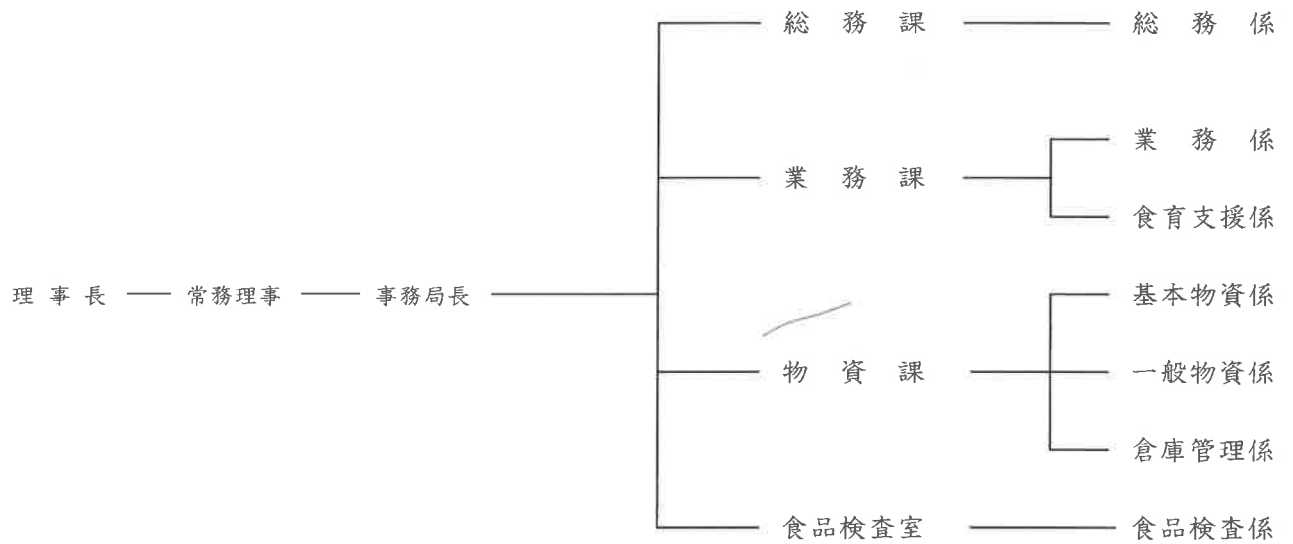 総務課 総務係
業務係
業務課
食育支援係
理事長 常務理事 事務局長 基本物資係
物資課 一般物資係
倉庫管理係
食品検査室 食品検査係